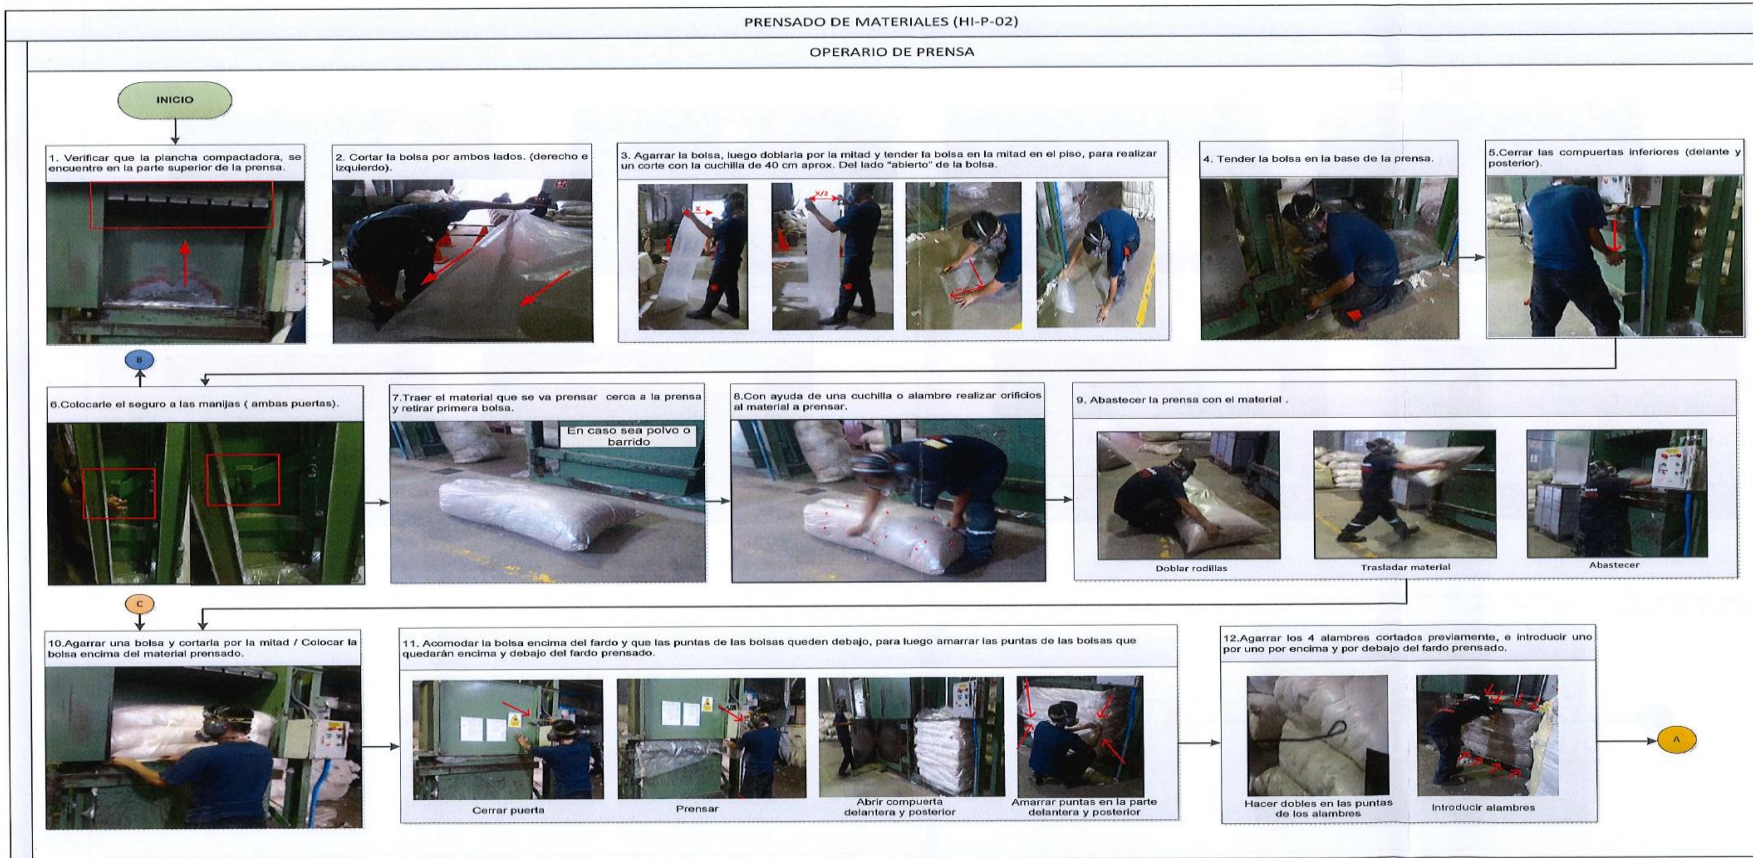 PRENSADO DE MATERIALES (HI-P-02)
OPERARIO DE PRENSA
INICIO
1. Verificar que la plancha compactadora, se
encuentre en la parte superior de la prensa.
2. Cortar la bolsa por ambos lados. (derecho e
izquierdo).
3. Agarrar la bolsa, luego doblarla por la mitad y tender la bolsa en la mitad en el piso, para realizar
un corte con la cuchilla de 40 cm aprox. Del lado "abierto" de la bolsa.
X
X/2
4. Tender la bolsa en la base de la prensa.
5.Cerrar las compuertas inferiores (delante y
posterior).
B
6.Colocarle el seguro a las manijas ( ambas puertas).
7.Traer el material que se va prensar cerca a la prensa
y retirar primera bolsa.
En caso sea polvo o
barrido
8.Con ayuda de una cuchilla o alambre realizar orificios
al material a prensar.
9. Abastecer la prensa con el material .
Doblar rodillas
Trasladar material
Abastecer
C
10.Agarrar una bolsa y cortarla por la mitad / Colocar la
bolsa encima del material prensado.
11. Acomodar la bolsa encima del fardo y que las puntas de las bolsas queden debajo, para luego amarrar las puntas de las bolsas que
quedarán encima y debajo del fardo prensado.
Cerrar puerta
Prensar
Abrir compuerta
delantera y posterior
Amarrar puntas en la parte
delantera y posterior
12.Agarrar los 4 alambres cortados previamente, e introducir uno
por uno por encima y por debajo del fardo prensado.
Hacer dobles en las puntas
de los alambres
Introducir alambres
A